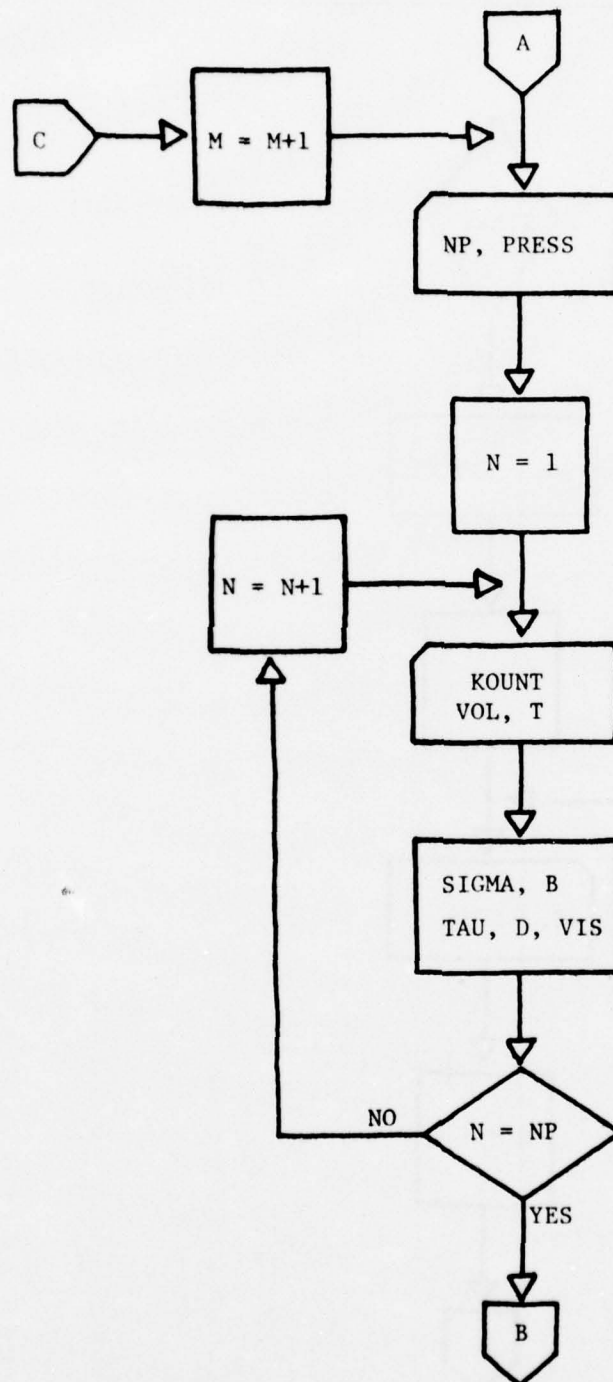 A
C
M = M+1
NP, PRESS
N = 1
N = N+1
KOUNT
VOL, T
SIGMA, B
TAU, D, VIS
N = NP
NO
YES
B